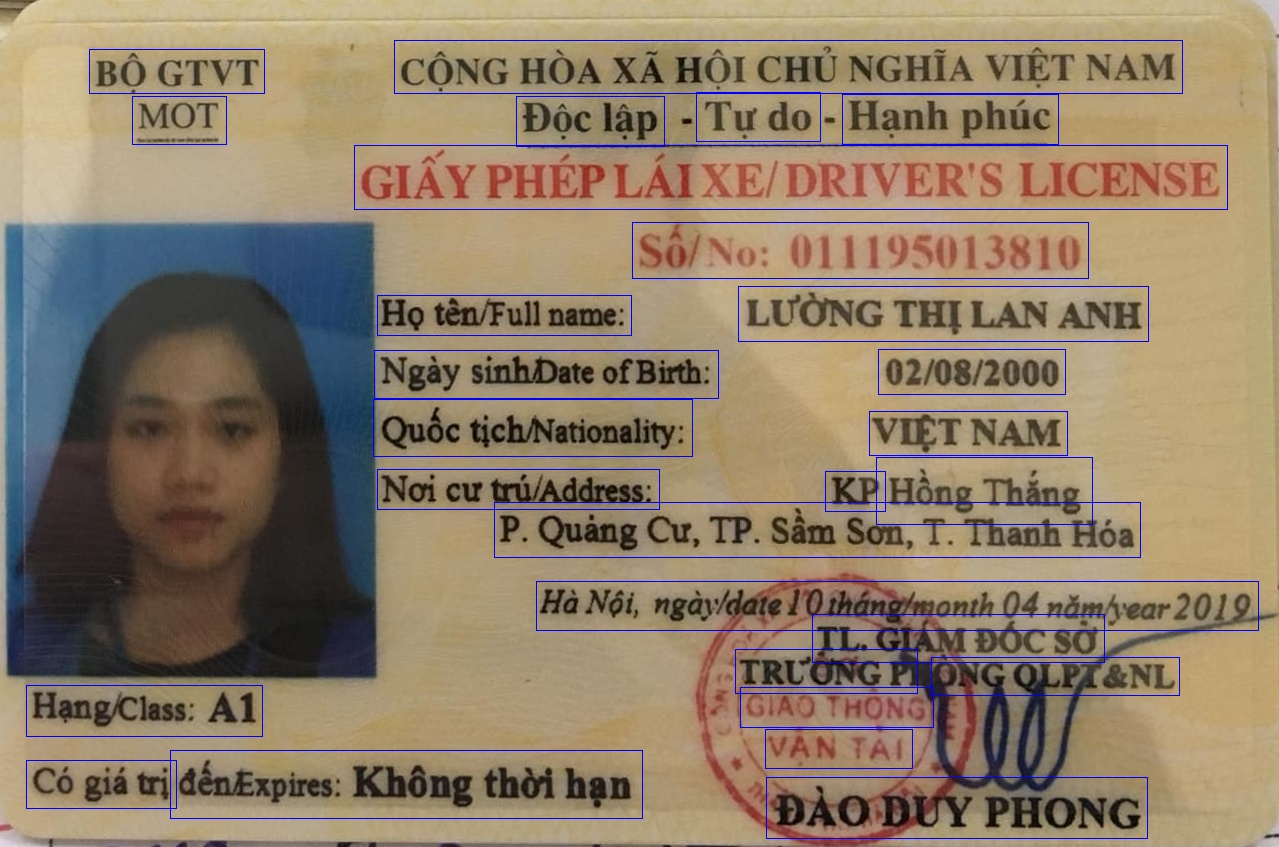 BỘ GTVT
MOT
CỘNG HÒA XÃ HỘI CHỦ NGHĨA VIỆT NAM
Độc lập - Tự do - Hạnh phúc
GIẤY PHÉP LÁI XE/ DRIVER'S LICENSE
Số/ No: 011195013810
Họ tên/Full name: LƯỜNG THỊ LAN ANH
Ngày sinh/Date of Birth: 02/08/2000
Quốc tịch/Nationality: VIỆT NAM
Nơi cư trú/Address: KP Hồng Thắng
P. Quảng Cư, TP. Sầm Sơn, T. Thanh Hóa
Hà Nội, ngày/date 10 tháng/month 04 năm/year 2019
TL. GIÁM ĐỐC SỞ
TRƯỞNG PHÒNG QLPT&NL
GIAO THÔNG
VẬN TẢI
Hạng/Class: A1
Có giá trị đến/Expires: Không thời hạn
ĐÀO DUY PHONG